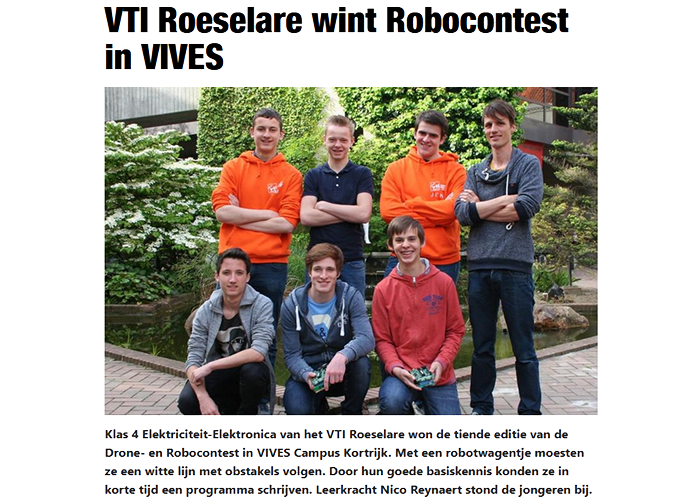 VTI Roeselare wint Robocontest
in VIVES
Klas 4 Elektriciteit-Elektronica van het VTI Roeselare won de tiende editie van de
Drone- en Robocontest in VIVES Campus Kortrijk. Met een robotwagentje moesten
ze een witte lijn met obstakels volgen. Door hun goede basiskennis konden ze in
korte tijd een programma schrijven. Leerkracht Nico Reynaert stond de jongeren bij.